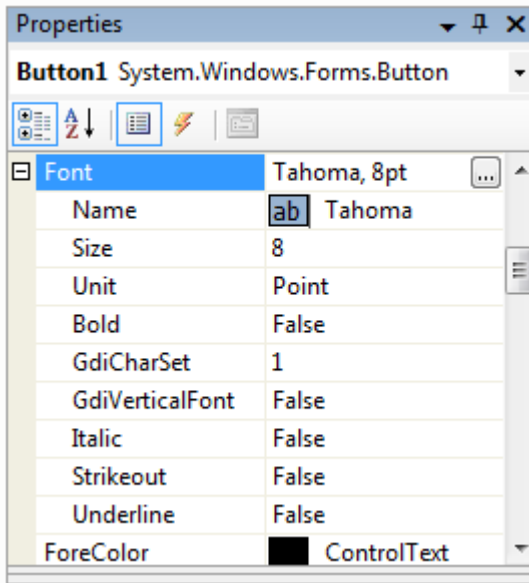 Properties
Button1 System.Windows.Forms.Button
A
Z
Font Tahoma, 8pt ...
Name ab Tahoma
Size 8
Unit Point
Bold False
GdiCharSet 1
GdiVerticalFont False
Italic False
Strikeout False
Underline False
ForeColor ControlText